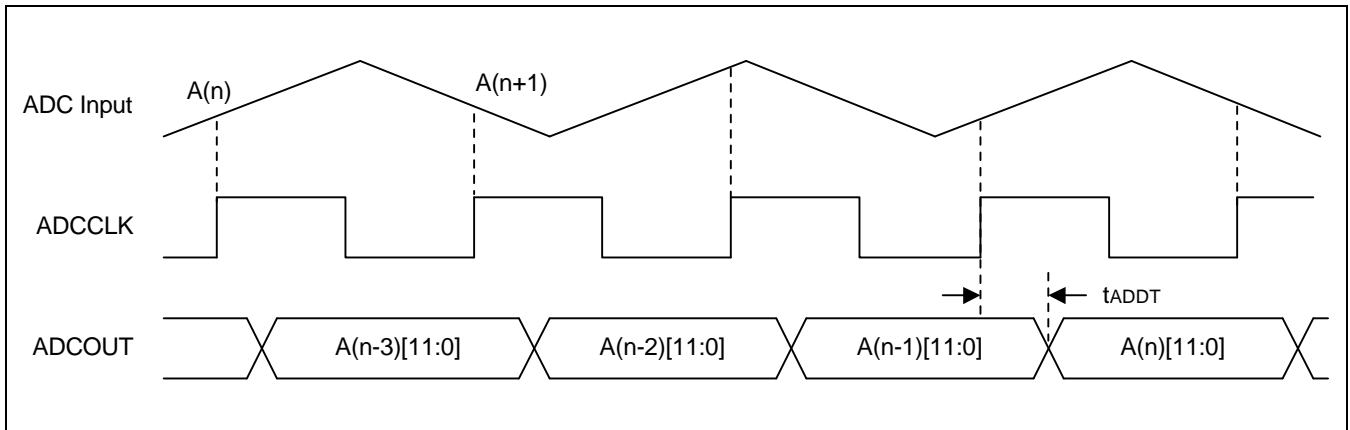 A(n)
A(n+1)
ADC Input
ADCCLK
tADDT
ADCOUT
A(n-3)[11:0]
A(n-2)[11:0]
A(n-1)[11:0]
A(n)[11:0]